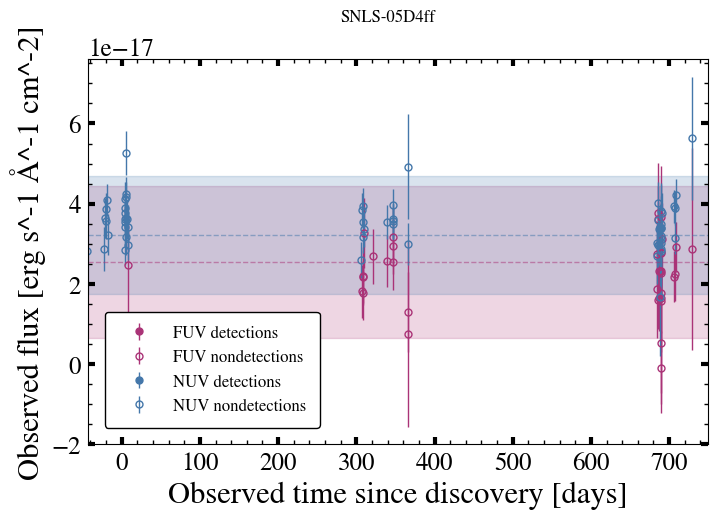 SNLS-05D4ff
1e−17
6
4
2
0
−2
Observed flux [erg s^-1 Å^-1 cm^-2]
FUV detections
FUV nondetections
NUV detections
NUV nondetections
0 100 200 300 400 500 600 700
Observed time since discovery [days]